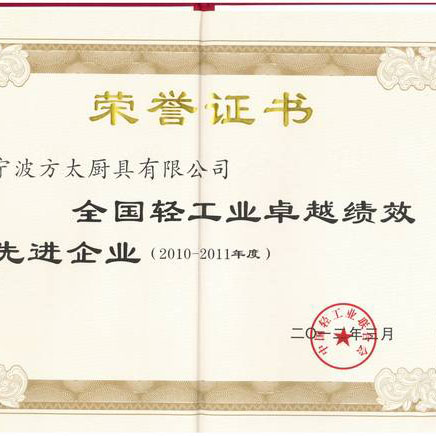 荣誉证书
宁波方太厨具有限公司
全国轻工业卓越绩效
先进企业（2010-2011年度）
二〇一二年 月
中国轻工业联合会